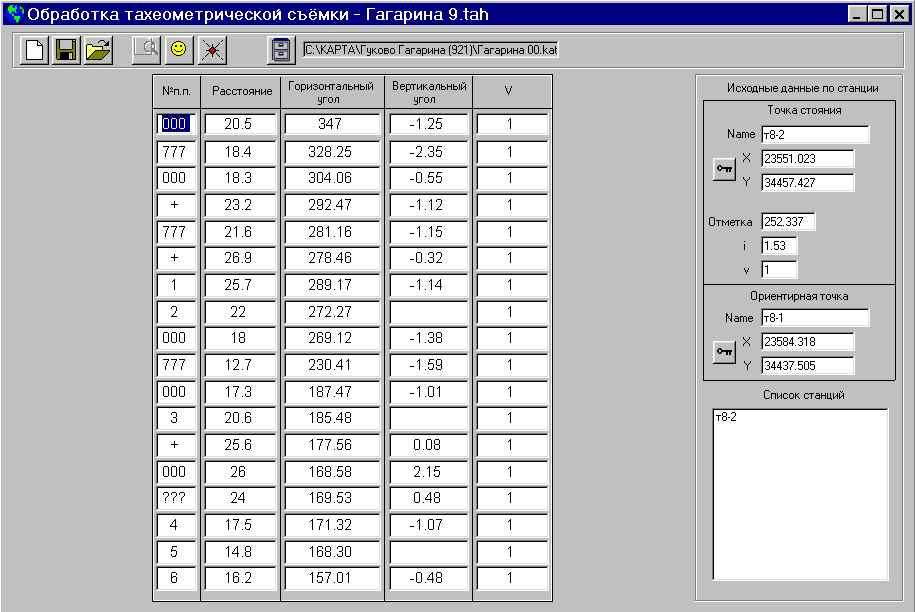 Обработка тахеометрической съёмки - Гагарина 9.tah
C:\КАРТА\Гуково Гагарина (921)\Гагарина 00.kat
№п.п. Расстояние Горизонтальный угол Вертикальный угол V
000 20.5 347 -1.25 1
777 18.4 328.25 -2.35 1
000 18.3 304.06 -0.55 1
+ 23.2 292.47 -1.12 1
777 21.6 281.16 -1.15 1
+ 26.9 278.46 -0.32 1
1 25.7 289.17 -1.14 1
2 22 272.27 1
000 18 269.12 -1.38 1
777 12.7 230.41 -1.59 1
000 17.3 187.47 -1.01 1
3 20.6 185.48 1
+ 25.6 177.56 0.08 1
000 26 168.58 2.15 1
??? 24 169.53 0.48 1
4 17.5 171.32 -1.07 1
5 14.8 168.30 1
6 16.2 157.01 -0.48 1
Исходные данные по станции
Точка стояния
Name т8-2
X 23551.023
Y 34457.427
Отметка 252.337
i 1.53
v 1
Ориентирная точка
Name т8-1
X 23584.318
Y 34437.505
Список станций
т8-2